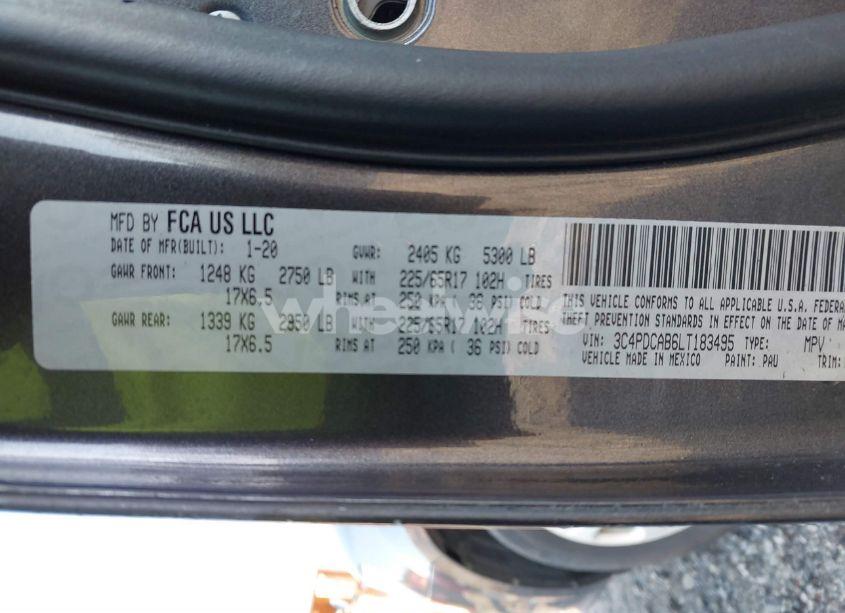 MFD BY FCA US LLC
DATE OF MFR(BUILT): 1-20 GVWR: 2405 KG 5300 LB
GAWR FRONT: 1248 KG 2750 LB WITH 225/65R17 102H TIRES
17X6.5 RIMS AT 250 KPA ( 36 PSI) COLD
GAWR REAR: 1339 KG 2950 LB WITH 225/65R17 102H TIRES
17X6.5 RIMS AT 250 KPA ( 36 PSI) COLD
THIS VEHICLE CONFORMS TO ALL APPLICABLE U.S.A. FEDERAL
THEFT PREVENTION STANDARDS IN EFFECT ON THE DATE OF MA
VIN: 3C4PDCAB6LT183495 TYPE: MPV
VEHICLE MADE IN MEXICO PAINT: PAU TRIM: